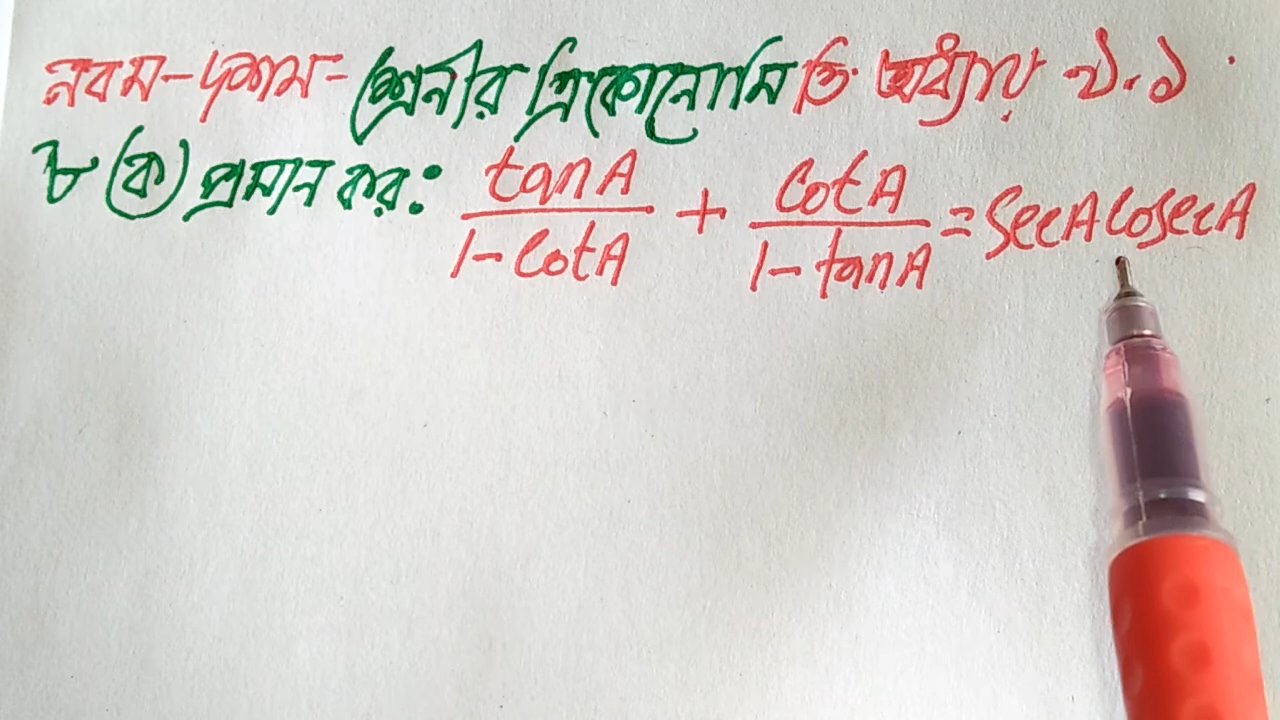 নবম-দশম-শ্রেনীর ত্রিকোনোমিতি অধ্যায় ৯.১
৮ (ক) প্রমান কর: tanA / 1-cotA + cotA / 1-tanA = secA cosecA